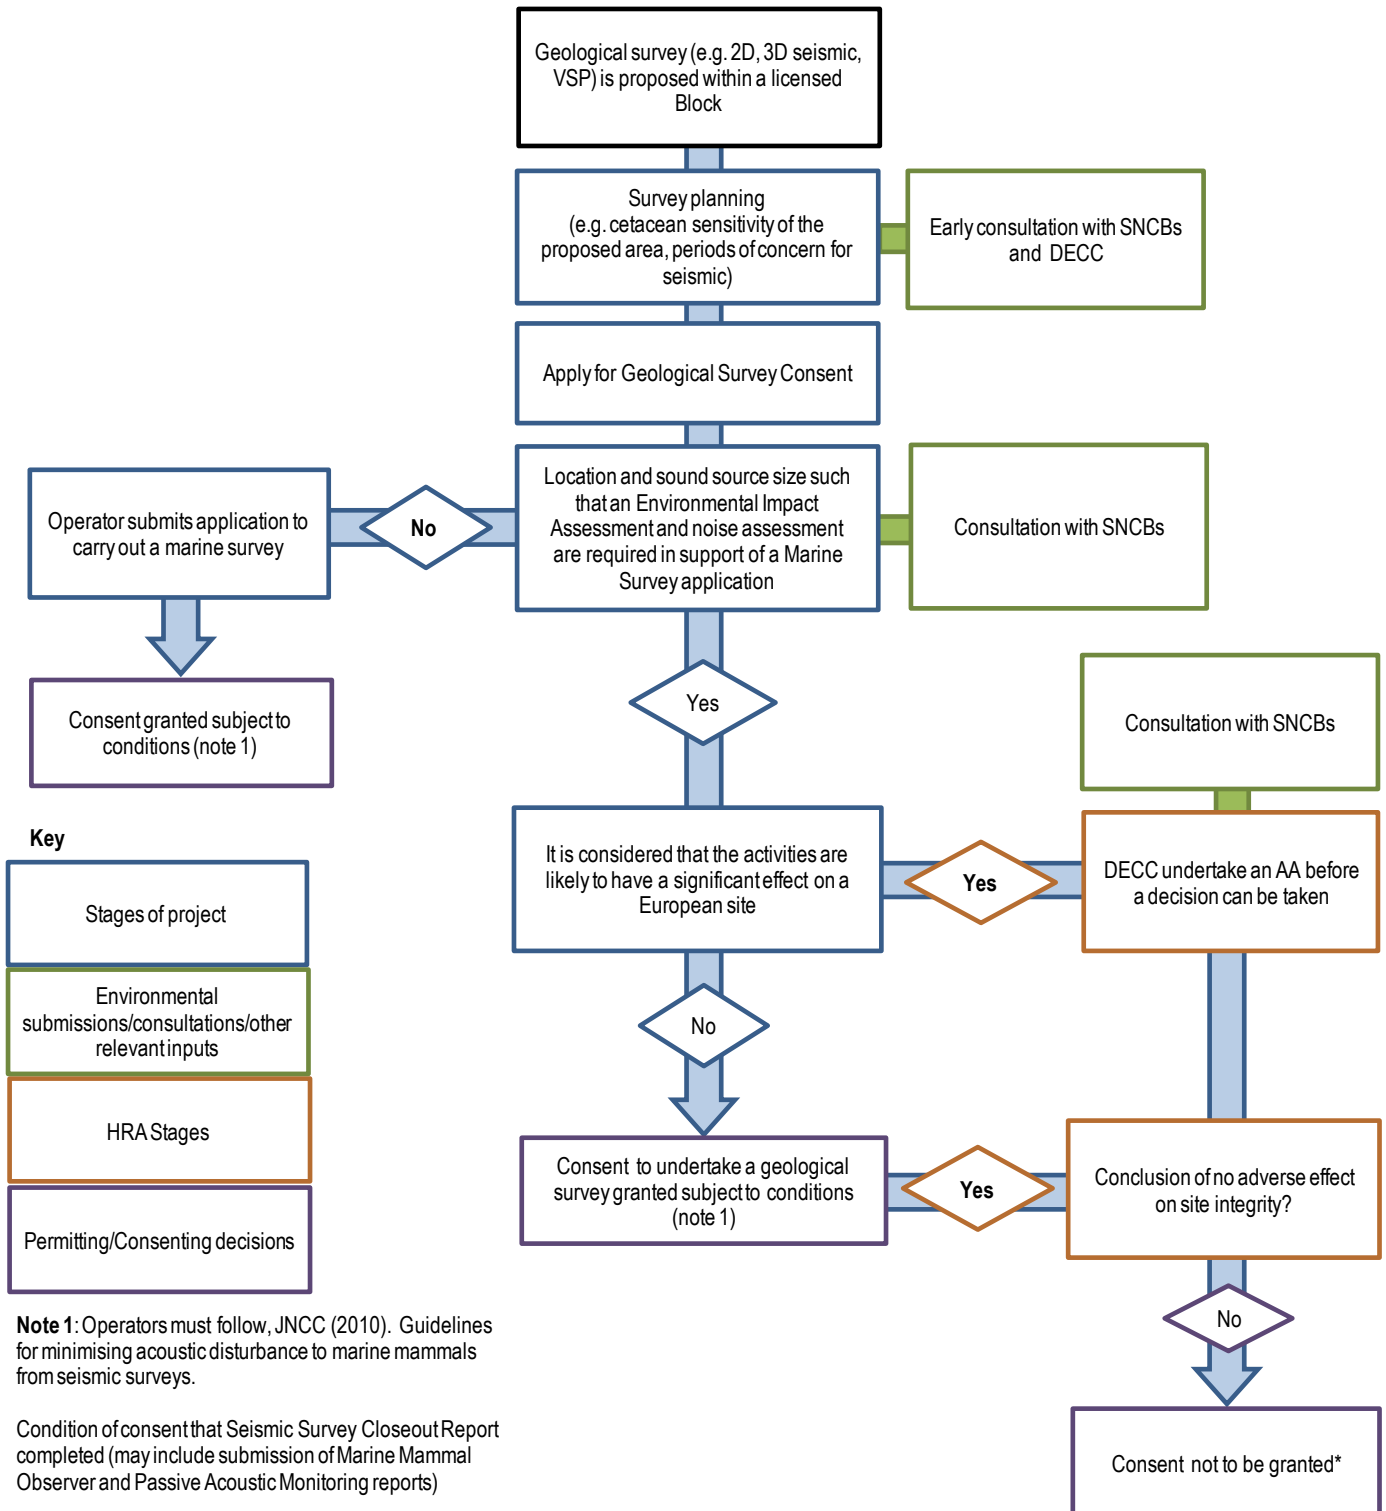 Geological survey (e.g. 2D, 3D seismic,
VSP) is proposed within a licensed
Block
Survey planning
(e.g. cetacean sensitivity of the
proposed area, periods of concern for
seismic)
Early consultation with SNCBs
and DECC
Apply for Geological Survey Consent
Location and sound source size such
that an Environmental Impact
Assessment and noise assessment
are required in support of a Marine
Survey application
Consultation with SNCBs
No
Operator submits application to
carry out a marine survey
Consent granted subject to
conditions (note 1)
Yes
Consultation with SNCBs
It is considered that the activities are
likely to have a significant effect on a
European site
Yes
DECC undertake an AA before
a decision can be taken
No
Consent to undertake a geological
survey granted subject to conditions
(note 1)
Yes
Conclusion of no adverse effect
on site integrity?
No
Consent not to be granted*
Key
Stages of project
Environmental
submissions/consultations/other
relevant inputs
HRA Stages
Permitting/Consenting decisions
Note 1: Operators must follow, JNCC (2010). Guidelines
for minimising acoustic disturbance to marine mammals
from seismic surveys.
Condition of consent that Seismic Survey Closeout Report
completed (may include submission of Marine Mammal
Observer and Passive Acoustic Monitoring reports)